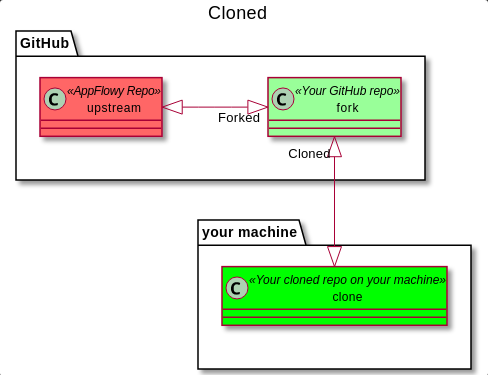 Cloned
GitHub
C
«AppFlowy Repo»
upstream
C
«Your GitHub repo»
fork
Forked
Cloned
your machine
C
«Your cloned repo on your machine»
clone